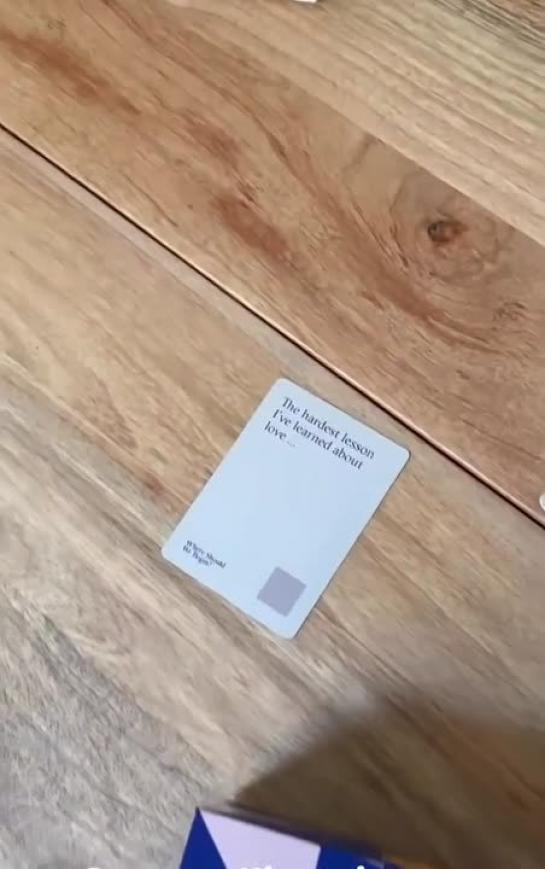 The hardest lesson
I've learned about
love ...
Where Should
We Begin?